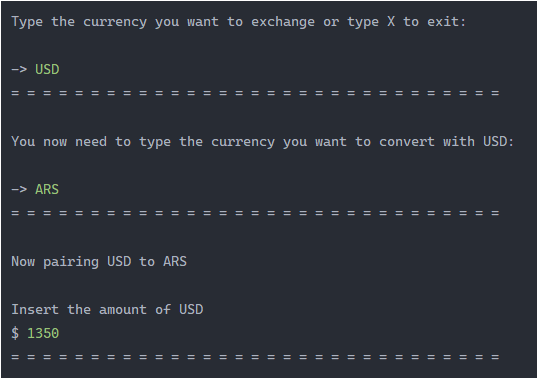 Type the currency you want to exchange or type X to exit:
—> USD
= = = = = = = = = = = = = = = = = = = = = = = = = = = = = = =
You now need to type the currency you want to convert with USD:
—> ARS
= = = = = = = = = = = = = = = = = = = = = = = = = = = = = = =
Now pairing USD to ARS
Insert the amount of USD
$ 1350
= = = = = = = = = = = = = = = = = = = = = = = = = = = = = = =